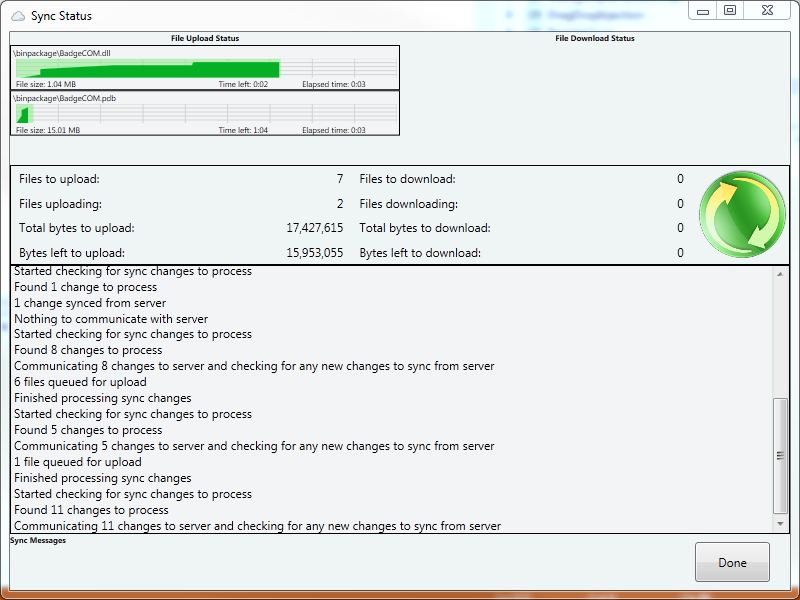 Sync Status
File Upload Status
File Download Status
\binpackage\BadgeCOM.dll
File size: 1.04 MB Time left: 0:02 Elapsed time: 0:03
\binpackage\BadgeCOM.pdb
File size: 15.01 MB Time left: 1:04 Elapsed time: 0:03
Files to upload: 7 Files to download: 0
Files uploading: 2 Files downloading: 0
Total bytes to upload: 17,427,615 Total bytes to download: 0
Bytes left to upload: 15,953,055 Bytes left to download: 0
Started checking for sync changes to process
Found 1 change to process
1 change synced from server
Nothing to communicate with server
Started checking for sync changes to process
Found 8 changes to process
Communicating 8 changes to server and checking for any new changes to sync from server
6 files queued for upload
Finished processing sync changes
Started checking for sync changes to process
Found 5 changes to process
Communicating 5 changes to server and checking for any new changes to sync from server
1 file queued for upload
Finished processing sync changes
Started checking for sync changes to process
Found 11 changes to process
Communicating 11 changes to server and checking for any new changes to sync from server
Sync Messages
Done